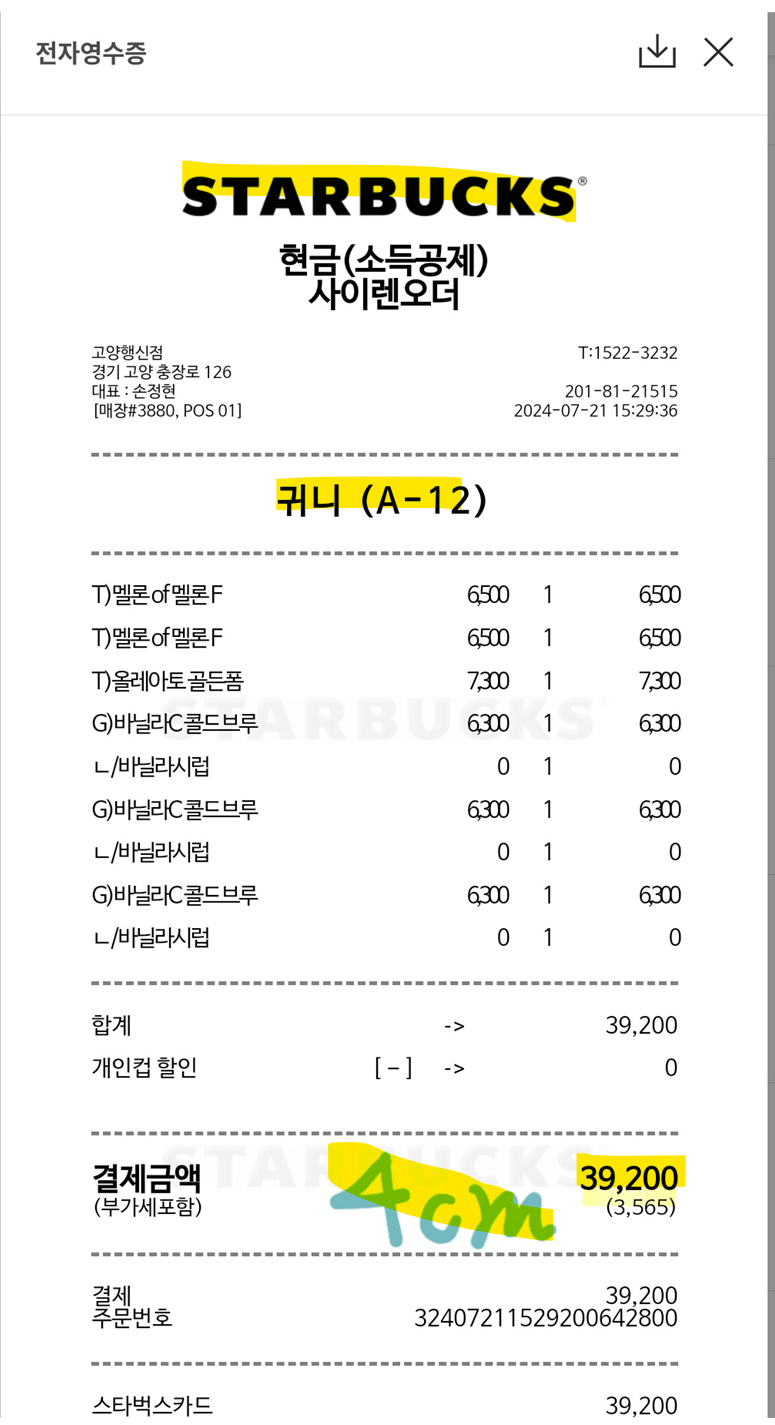 전자영수증
STARBUCKS®
현금(소득공제)
사이렌오더
고양행신점 T:1522-3232
경기 고양 충장로 126
대표 : 손정현 201-81-21515
[매장#3880, POS 01] 2024-07-21 15:29:36
귀니 (A-12)
T)멜론of멜론F 6,500 1 6,500
T)멜론of멜론F 6,500 1 6,500
T)올레아토골든폼 7,300 1 7,300
STARBUCKS
G)바닐라C콜드브루 6,300 1 6,300
ㄴ/바닐라시럽 0 1 0
G)바닐라C콜드브루 6,300 1 6,300
ㄴ/바닐라시럽 0 1 0
G)바닐라C콜드브루 6,300 1 6,300
ㄴ/바닐라시럽 0 1 0
합계 -> 39,200
개인컵 할인 [ - ] -> 0
STARBUCKS
결제금액 4cm 39,200
(부가세포함) (3,565)
결제 39,200
주문번호 32407211529200642800
스타벅스카드 39,200